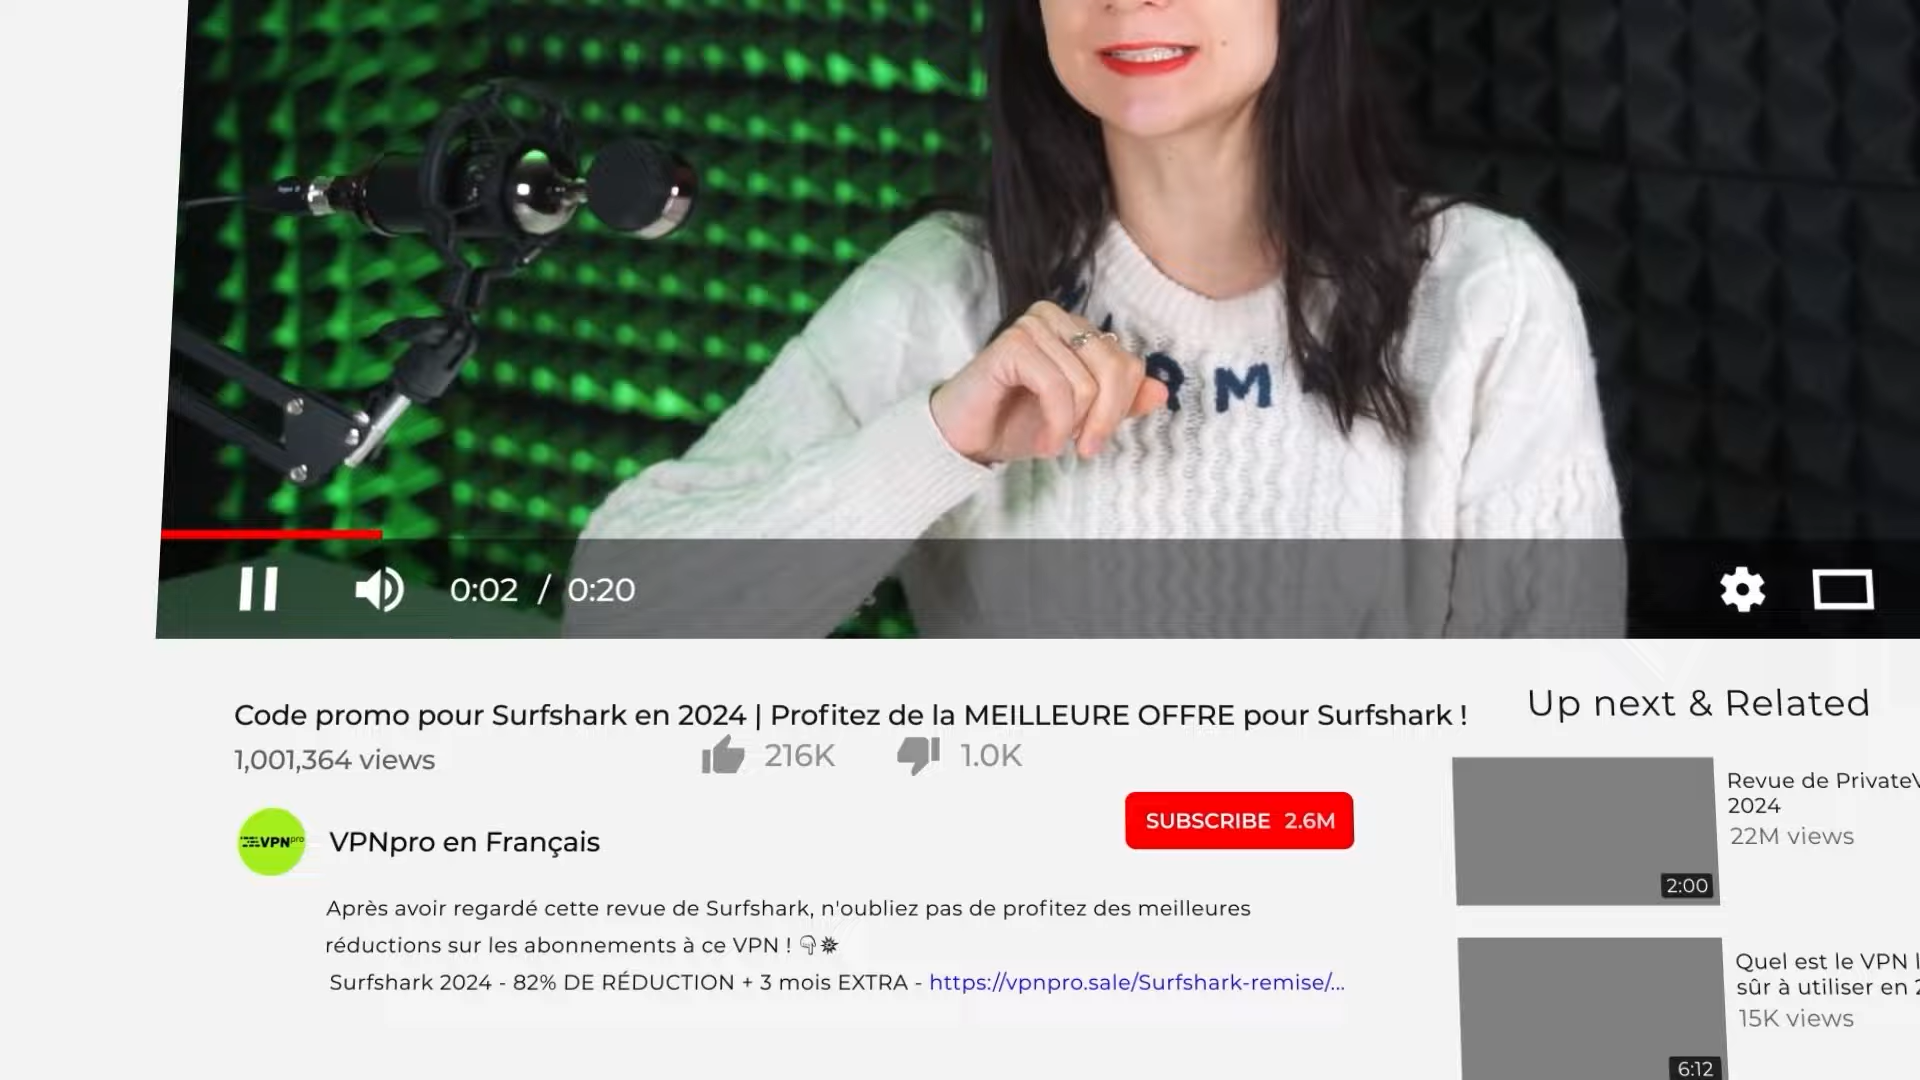 RM
0:02 / 0:20
Code promo pour Surfshark en 2024 | Profitez de la MEILLEURE OFFRE pour Surfshark !
1,001,364 views
216K
1.0K
VPNpro
VPNpro en Français
SUBSCRIBE 2.6M
Après avoir regardé cette revue de Surfshark, n'oubliez pas de profitez des meilleures
réductions sur les abonnements à ce VPN ! 👇✹
Surfshark 2024 - 82% DE RÉDUCTION + 3 mois EXTRA - https://vpnpro.sale/Surfshark-remise/...
Up next & Related
Revue de PrivateV
2024
22M views
2:00
Quel est le VPN l
sûr à utiliser en 2
15K views
6:12